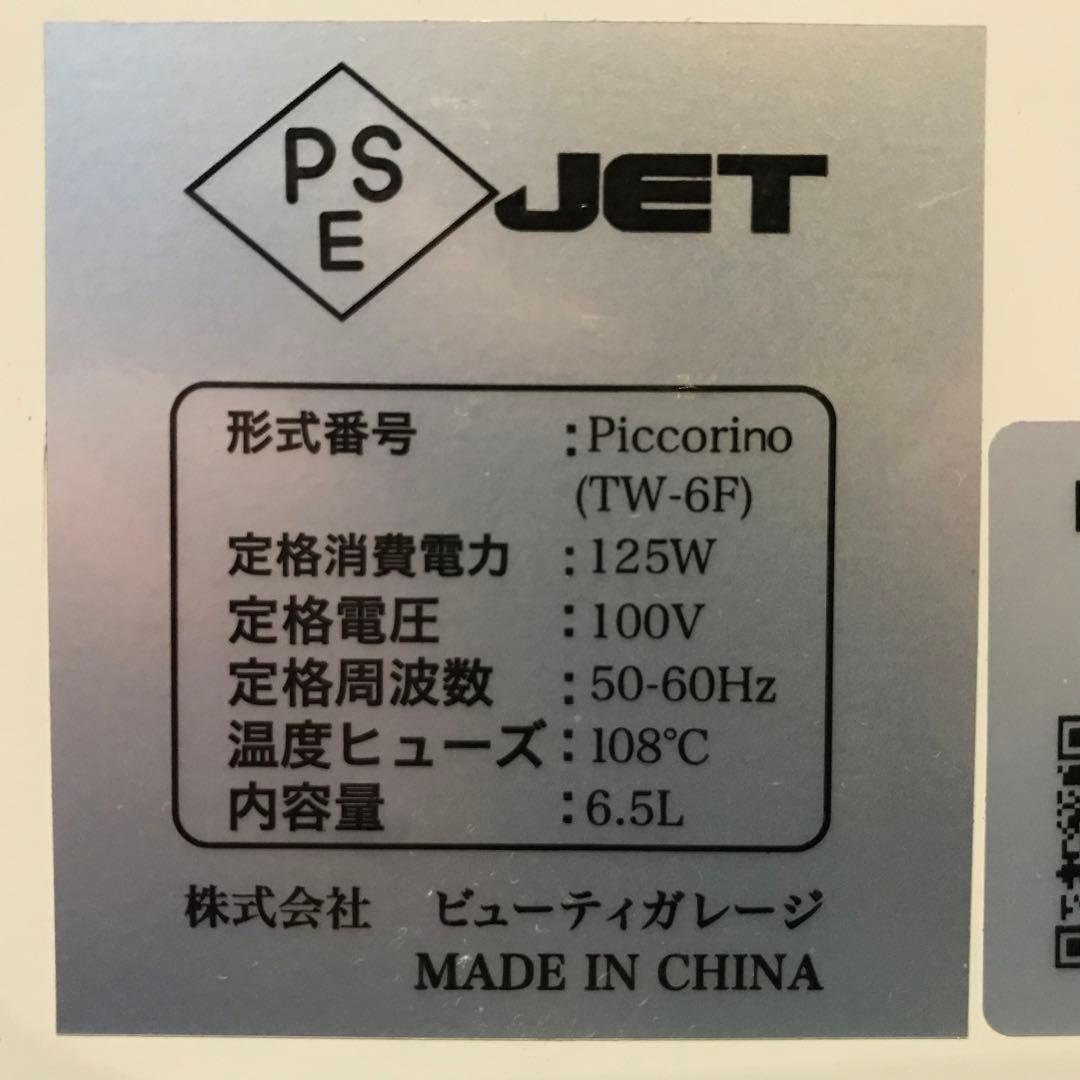 PS
E
JET
形式番号 :Piccorino
(TW-6F)
定格消費電力 :125W
定格電圧 :100V
定格周波数 :50-60Hz
温度ヒューズ:108℃
内容量 :6.5L
株式会社 ビューティガレージ
MADE IN CHINA